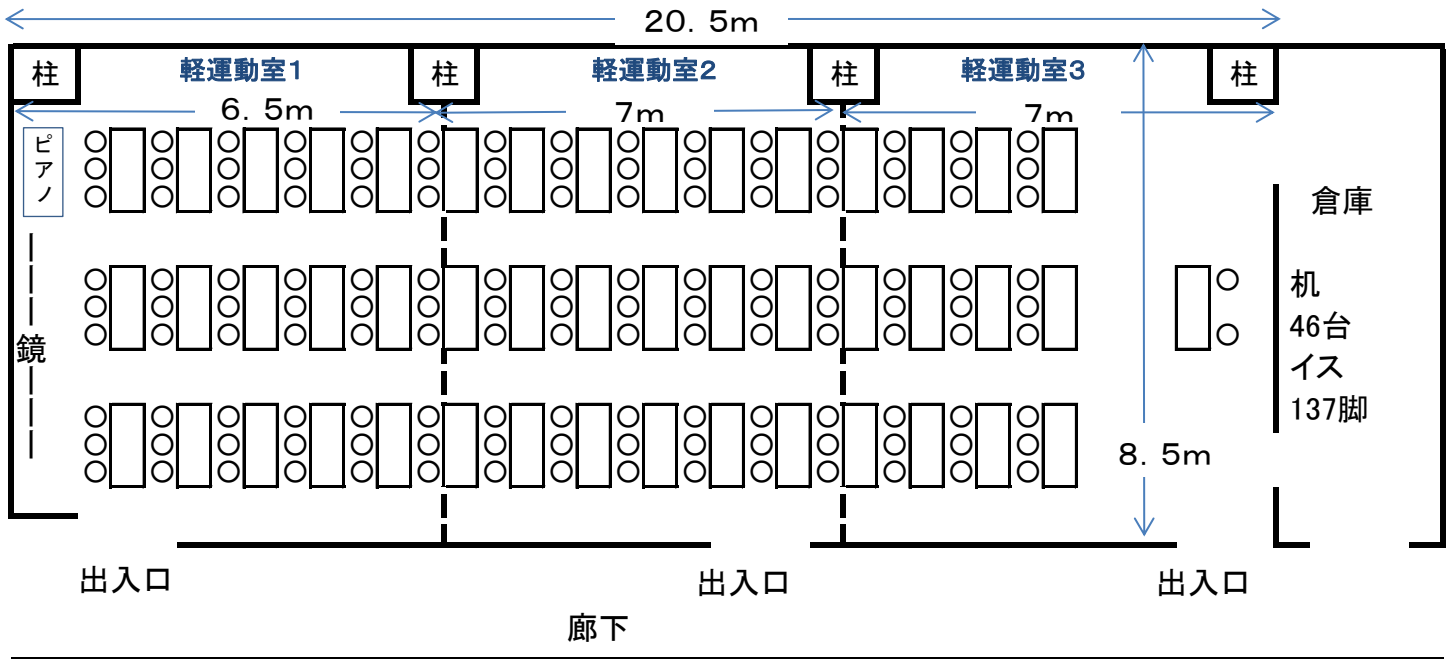 20．5m
柱
軽運動室1
柱
軽運動室2
柱
軽運動室3
柱
6．5m
7m
7m
ピアノ
倉庫
鏡
机
46台
イス
137脚
8．5m
出入口
出入口
出入口
廊下